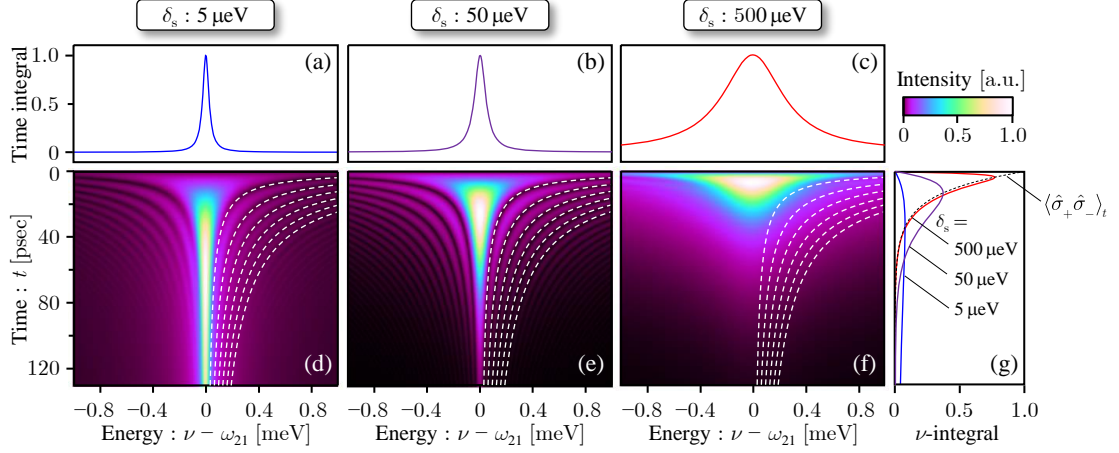 δₛ : 5 μeV
δₛ : 50 μeV
δₛ : 500 μeV
Time integral
1.0
0.5
0
(a)
(b)
(c)
Intensity [a.u.]
0
0.5
1.0
Time : t [psec]
0
40
80
120
(d)
(e)
(f)
(g)
⟨σ̂₊σ̂₋⟩ₜ
δₛ =
500 μeV
50 μeV
5 μeV
−0.8
−0.4
0
0.4
0.8
−0.8
−0.4
0
0.4
0.8
−0.8
−0.4
0
0.4
0.8
0
0.5
1.0
Energy : ν − ω₂₁ [meV]
Energy : ν − ω₂₁ [meV]
Energy : ν − ω₂₁ [meV]
ν-integral